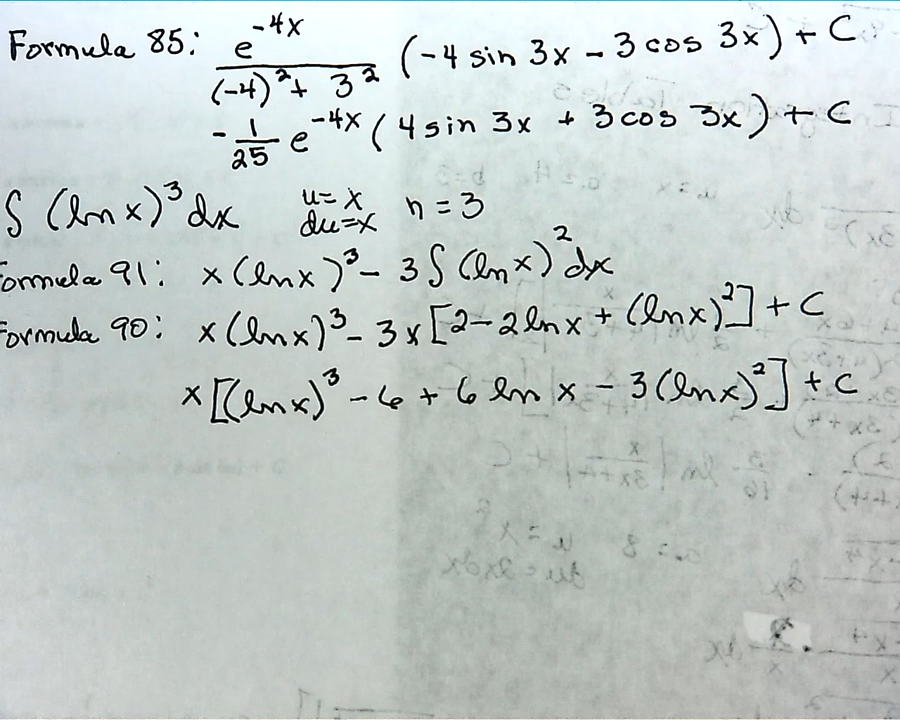 Formula 85: e^{-4x} / ((-4)^2 + 3^2) (-4 sin 3x - 3 cos 3x) + C
- 1/25 e^{-4x} (4 sin 3x + 3 cos 3x) + C
∫ (ln x)^3 dx u = x n = 3
du = x
ormula 91: x (ln x)^3 - 3 ∫ (ln x)^2 dx
ormula 90: x (ln x)^3 - 3x [2 - 2 ln x + (ln x)^2] + C
x [(ln x)^3 - 6 + 6 ln x - 3 (ln x)^2] + C